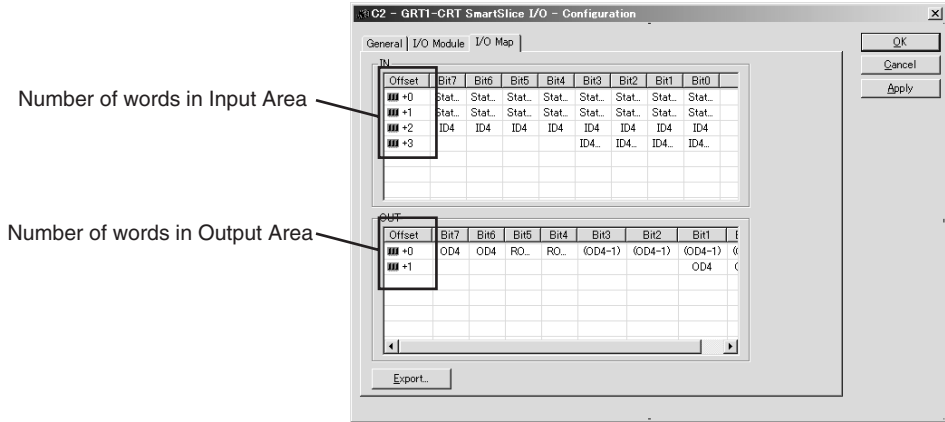 C2 - GRT1-CRT SmartSlice I/O - Configuration
General I/O Module I/O Map
OK
Cancel
Apply
IN
Offset Bit7 Bit6 Bit5 Bit4 Bit3 Bit2 Bit1 Bit0
+0 Stat... Stat... Stat... Stat... Stat... Stat... Stat... Stat...
+1 Stat... Stat... Stat... Stat... Stat... Stat... Stat... Stat...
+2 ID4 ID4 ID4 ID4 ID4 ID4 ID4 ID4
+3 ID4... ID4... ID4... ID4...
Number of words in Input Area
OUT
Offset Bit7 Bit6 Bit5 Bit4 Bit3 Bit2 Bit1
+0 OD4 OD4 RO... RO... (OD4-1) (OD4-1) (OD4-1)
+1 OD4
Number of words in Output Area
Export...